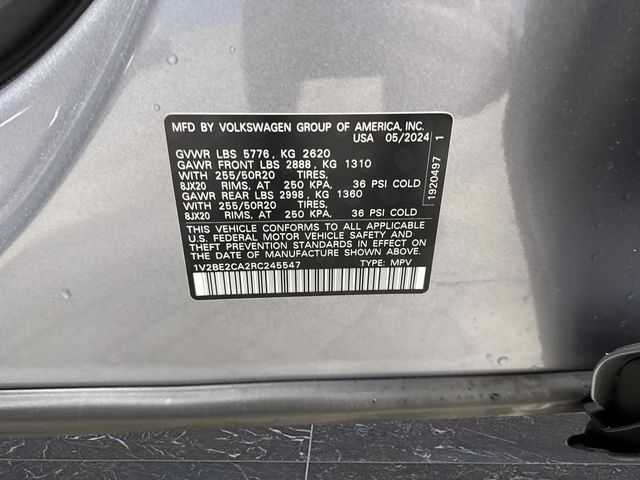 MFD BY VOLKSWAGEN GROUP OF AMERICA, INC.
USA 05/2024
GVWR LBS 5776, KG 2620
GAWR FRONT LBS 2888, KG 1310
WITH 255/50R20 TIRES,
8JX20 RIMS, AT 250 KPA, 36 PSI COLD
GAWR REAR LBS 2998, KG 1360
WITH 255/50R20 TIRES,
8JX20 RIMS, AT 250 KPA, 36 PSI COLD
THIS VEHICLE CONFORMS TO ALL APPLICABLE
U.S. FEDERAL MOTOR VEHICLE SAFETY AND
THEFT PREVENTION STANDARDS IN EFFECT ON
THE DATE OF MANUFACTURE SHOWN ABOVE.
1V2BE2CA2RC245547 TYPE: MPV
1920497 1